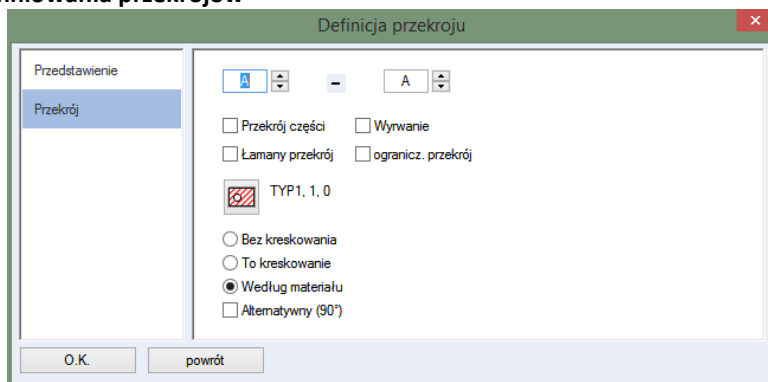 Definicja przekroju
Przedstawienie
Przekrój
A - A
Przekrój części Wyrwanie
Łamany przekrój ogranicz. przekrój
TYP1, 1, 0
Bez kreskowania
To kreskowanie
Według materiału
Alternatywny (90°)
O.K. powrót